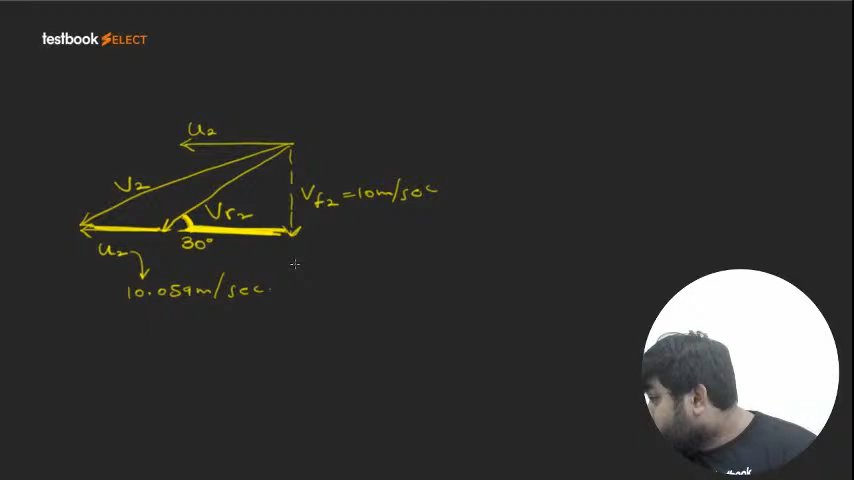 testbook SELECT
u2
V2
Vf2 = 10m/sec
Vr2
30°
u2
10.059m/sec.